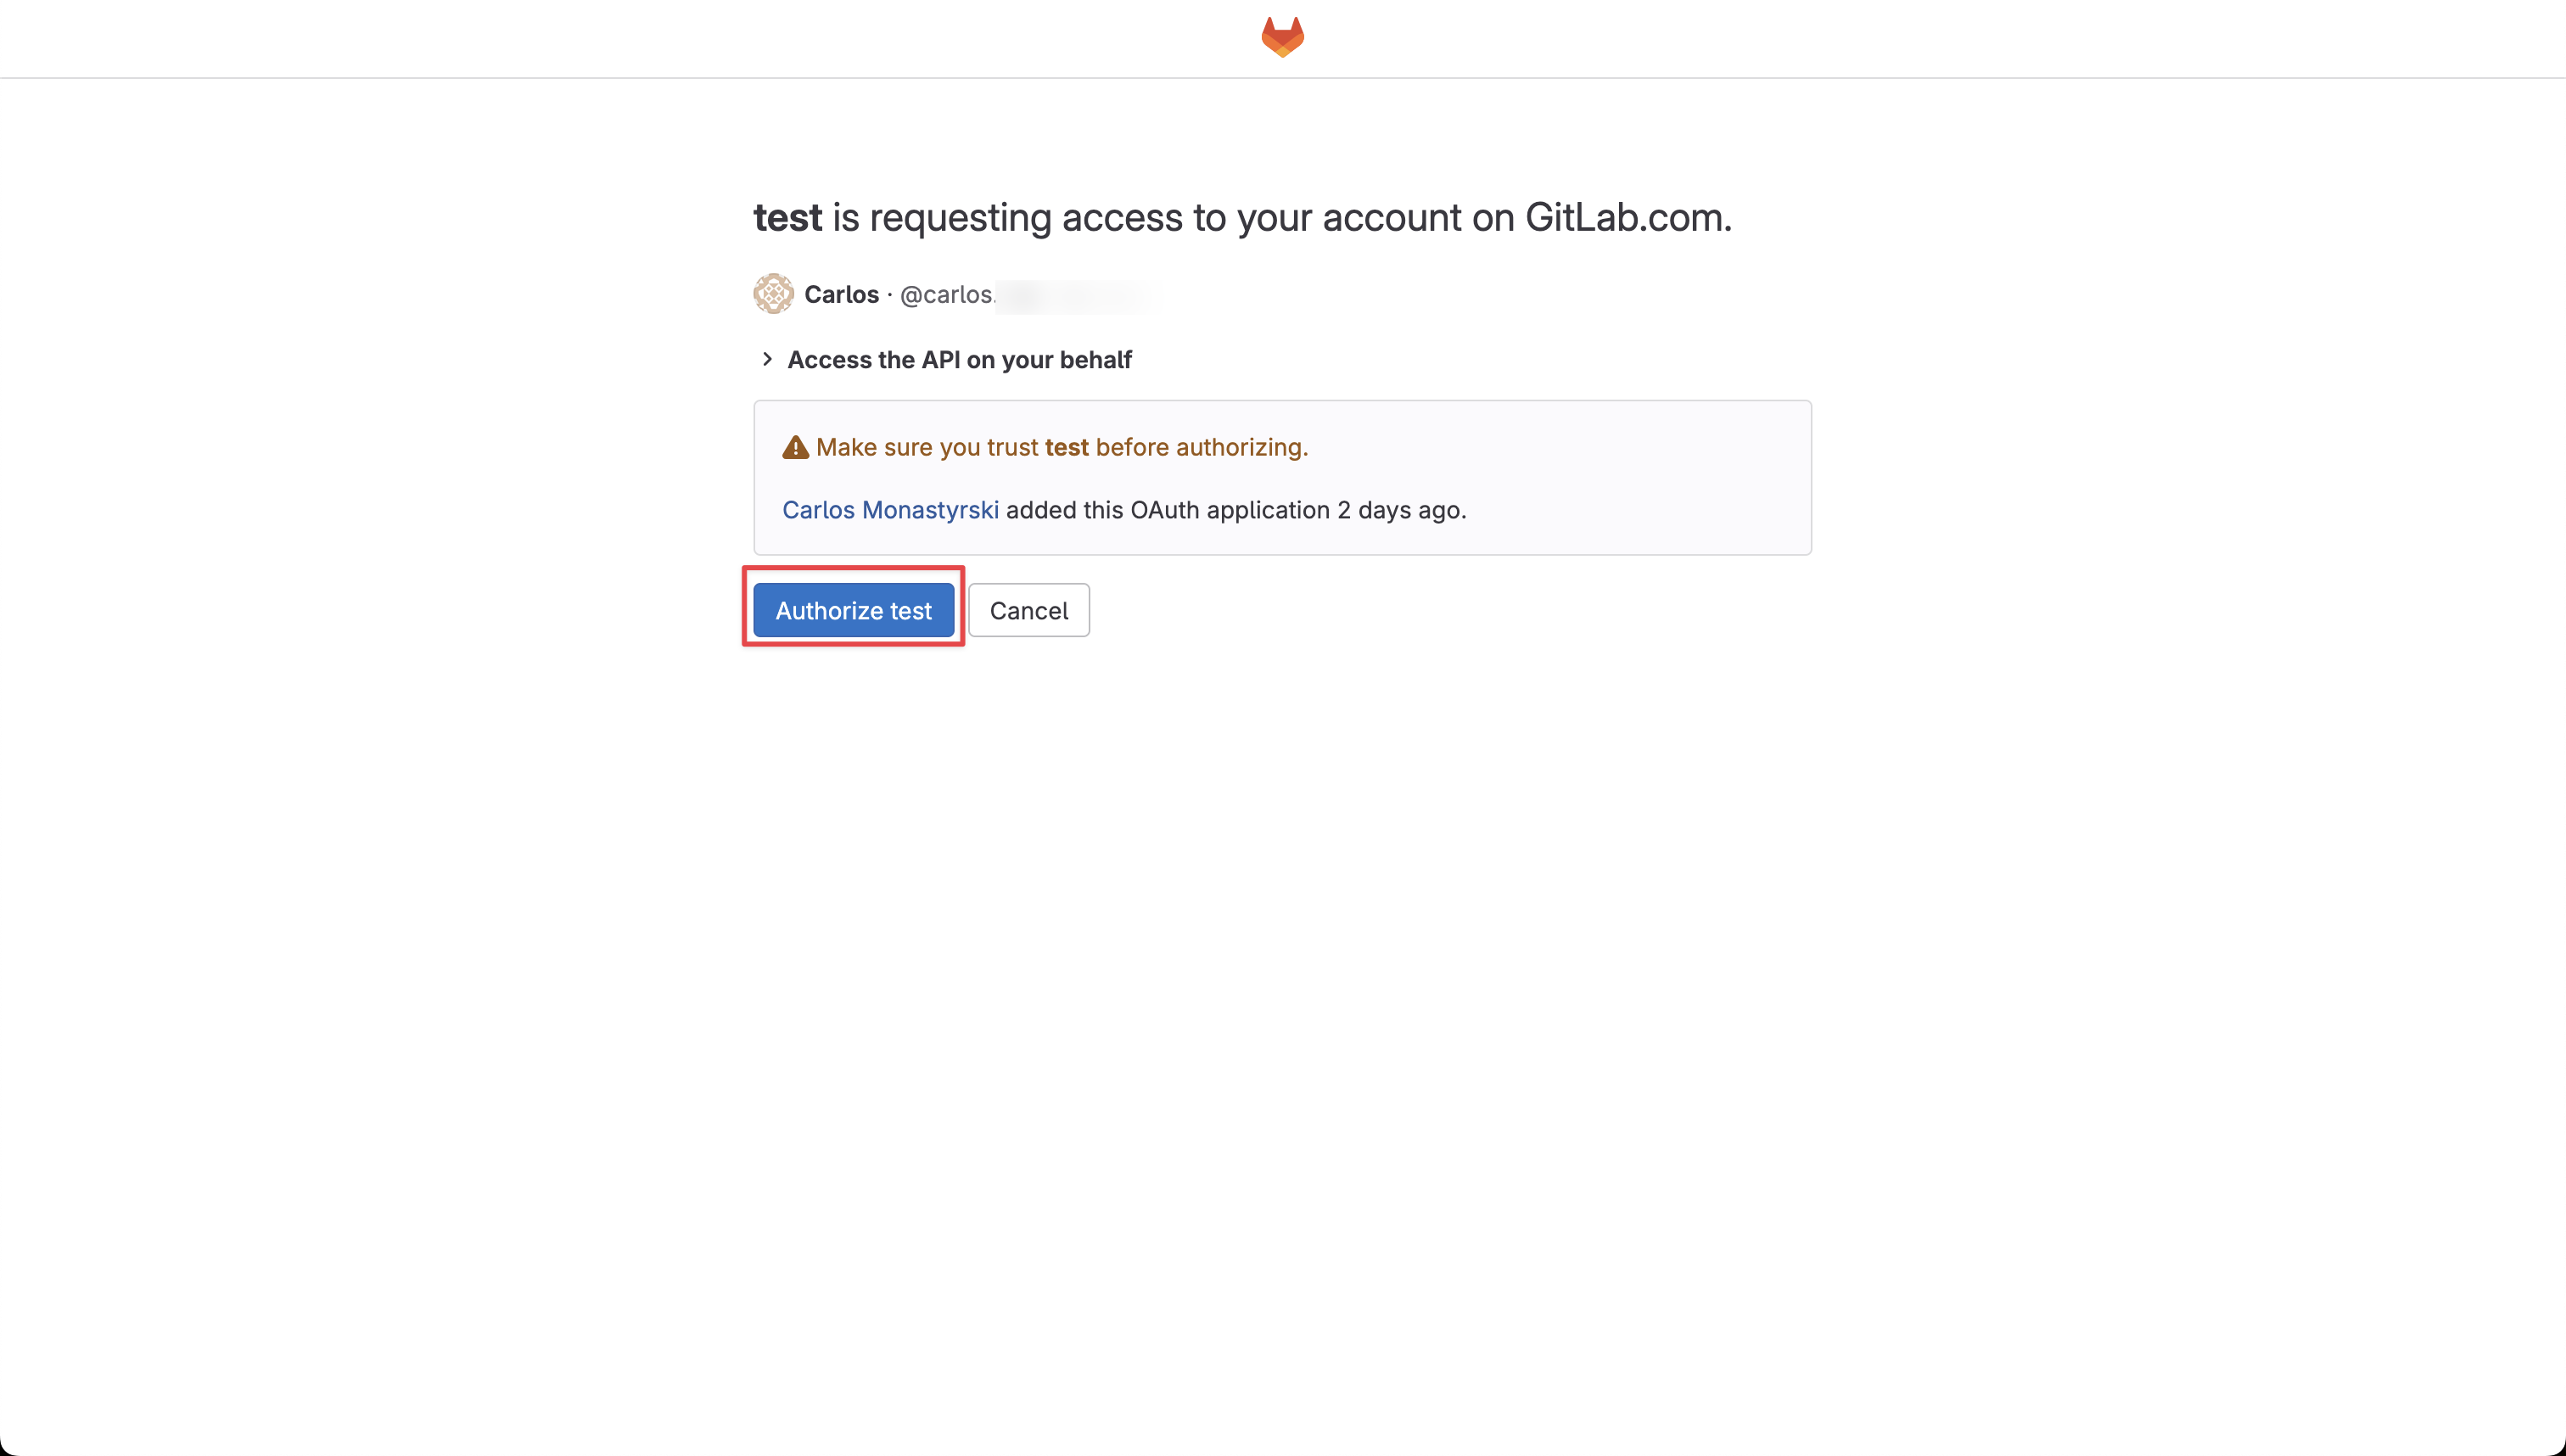 test is requesting access to your account on GitLab.com.
Carlos · @carlos.
Access the API on your behalf
Make sure you trust test before authorizing.
Carlos Monastyrski added this OAuth application 2 days ago.
Authorize test
Cancel